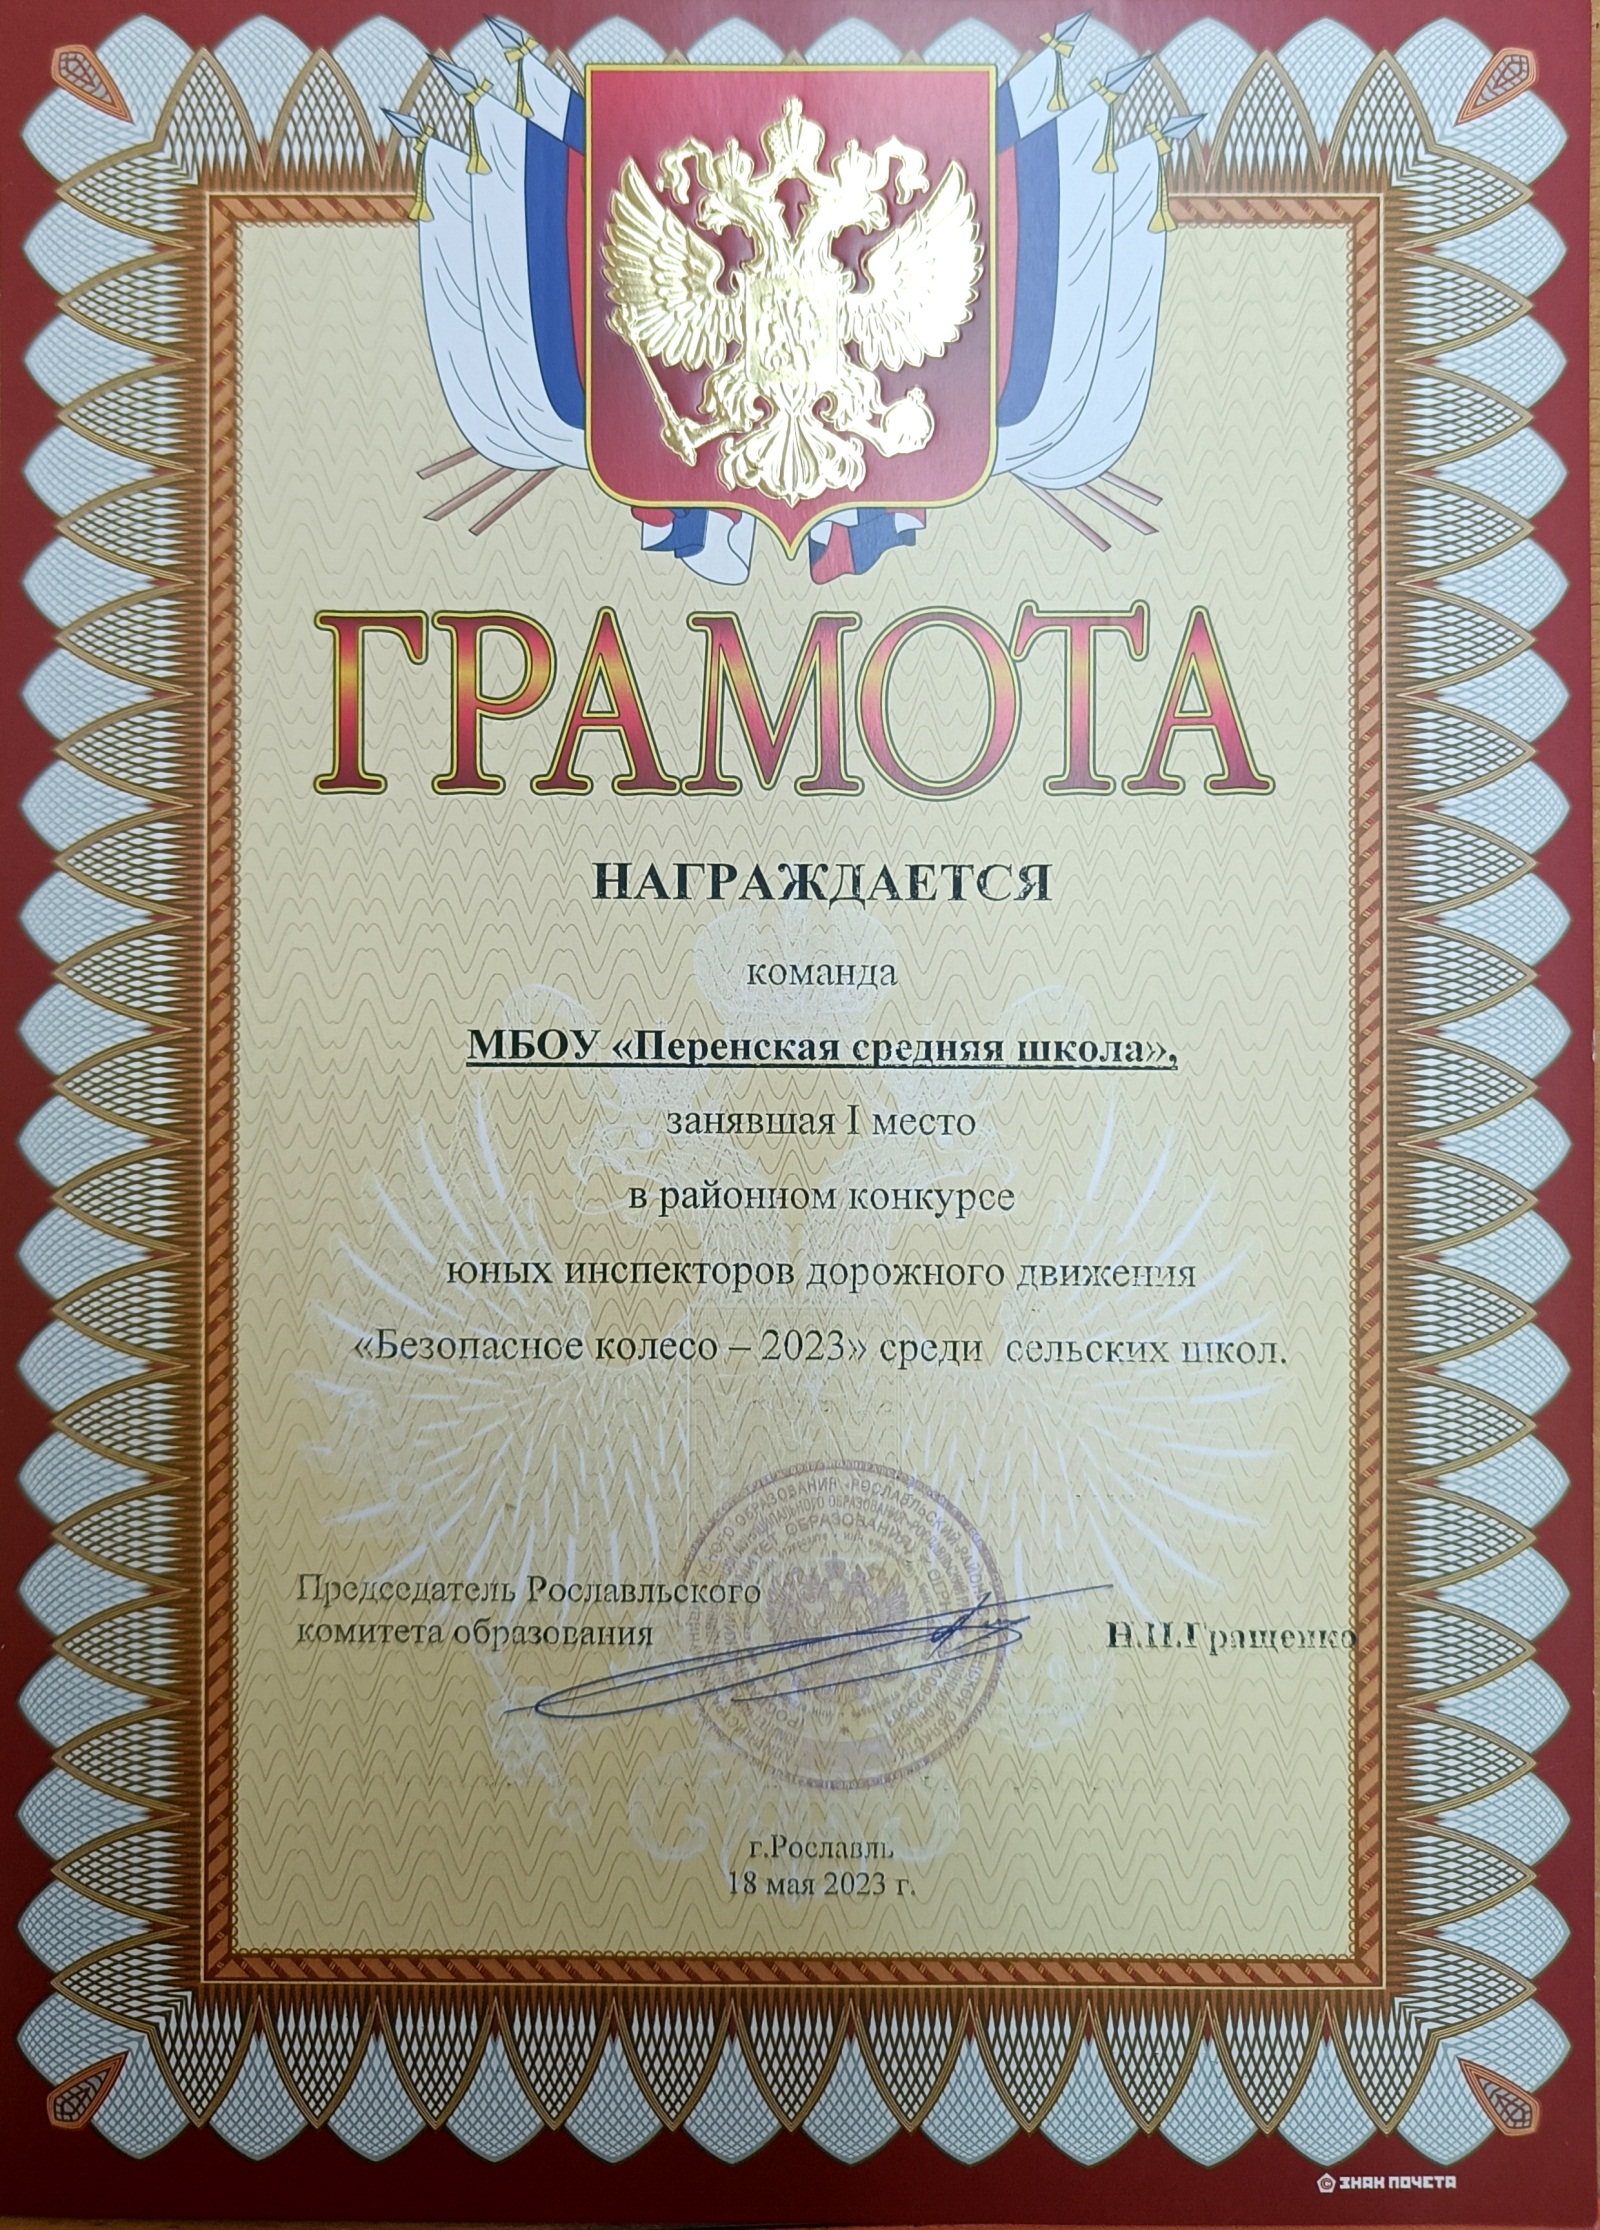 ГРАМОТА
НАГРАЖДАЕТСЯ
команда
МБОУ «Перенская средняя школа»,
занявшая I место
в районном конкурсе
юных инспекторов дорожного движения
«Безопасное колесо – 2023» среди сельских школ.
Председатель Рославльского
комитета образования
Н.Н.Гращенко
г.Рославль
18 мая 2023 г.
ЗНАК ПОЧЕТА